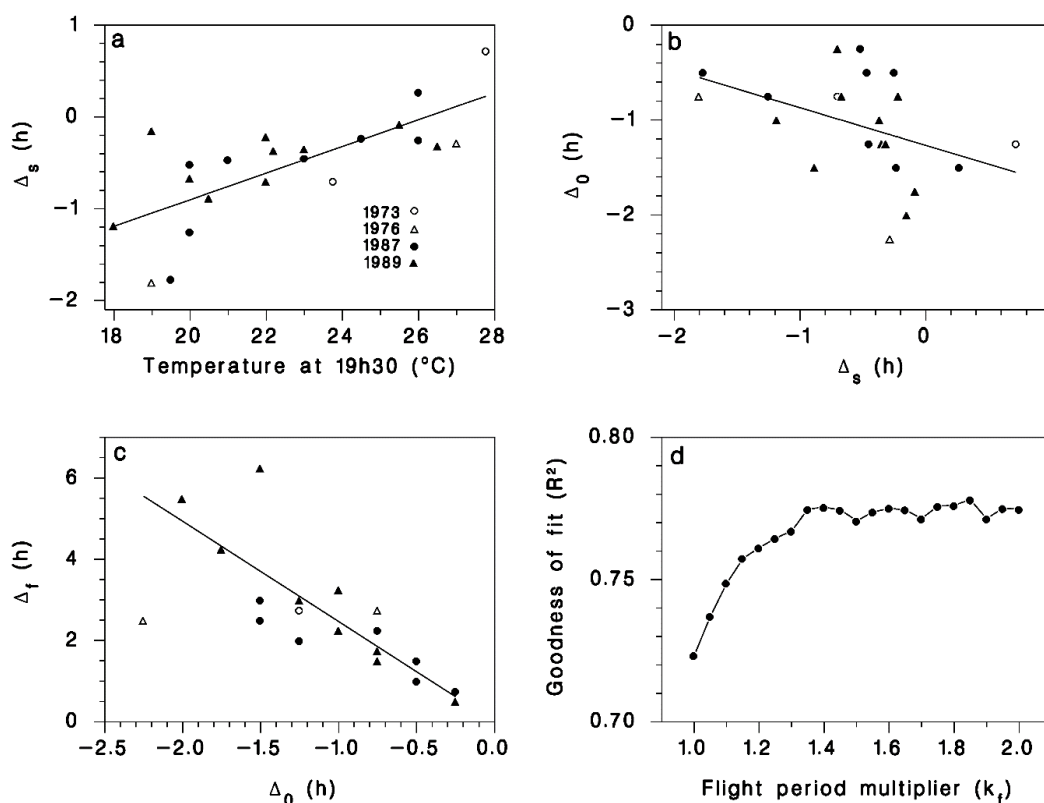 a
1
0
-1
-2
Δs (h)
1973 ○
1976 △
1987 ●
1989 ▲
18 20 22 24 26 28
Temperature at 19h30 (°C)
b
0
-1
-2
-3
Δ0 (h)
-2 -1 0
Δs (h)
c
6
4
2
0
Δf (h)
-2.5 -2.0 -1.5 -1.0 -0.5 0.0
Δ0 (h)
d
0.80
0.75
0.70
Goodness of fit (R²)
1.0 1.2 1.4 1.6 1.8 2.0
Flight period multiplier (kf)